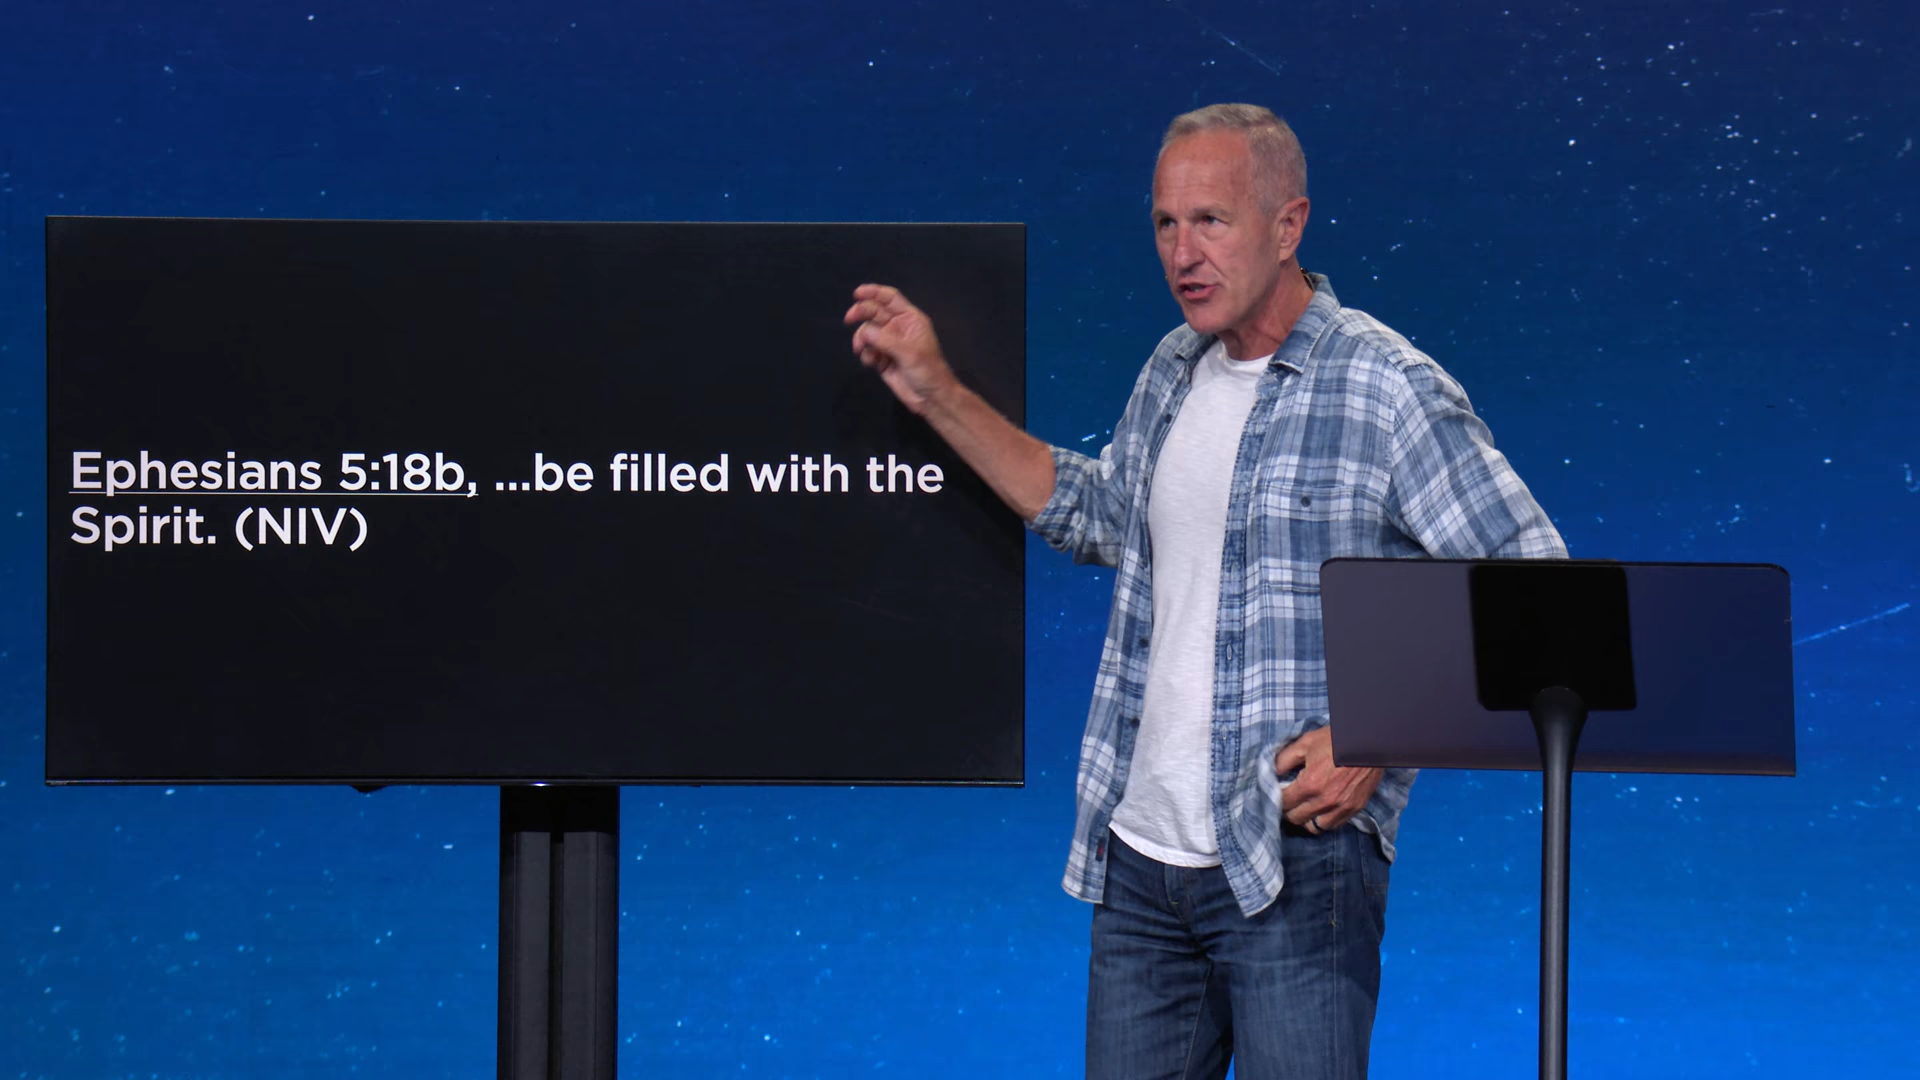 Ephesians 5:18b, ...be filled with the
Spirit. (NIV)